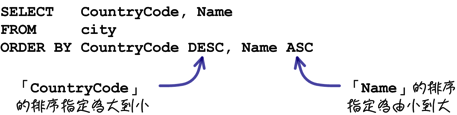 SELECT CountryCode, Name
FROM city
ORDER BY CountryCode DESC, Name ASC
「CountryCode」
的排序指定為大到小
「Name」的排序
指定為由小到大